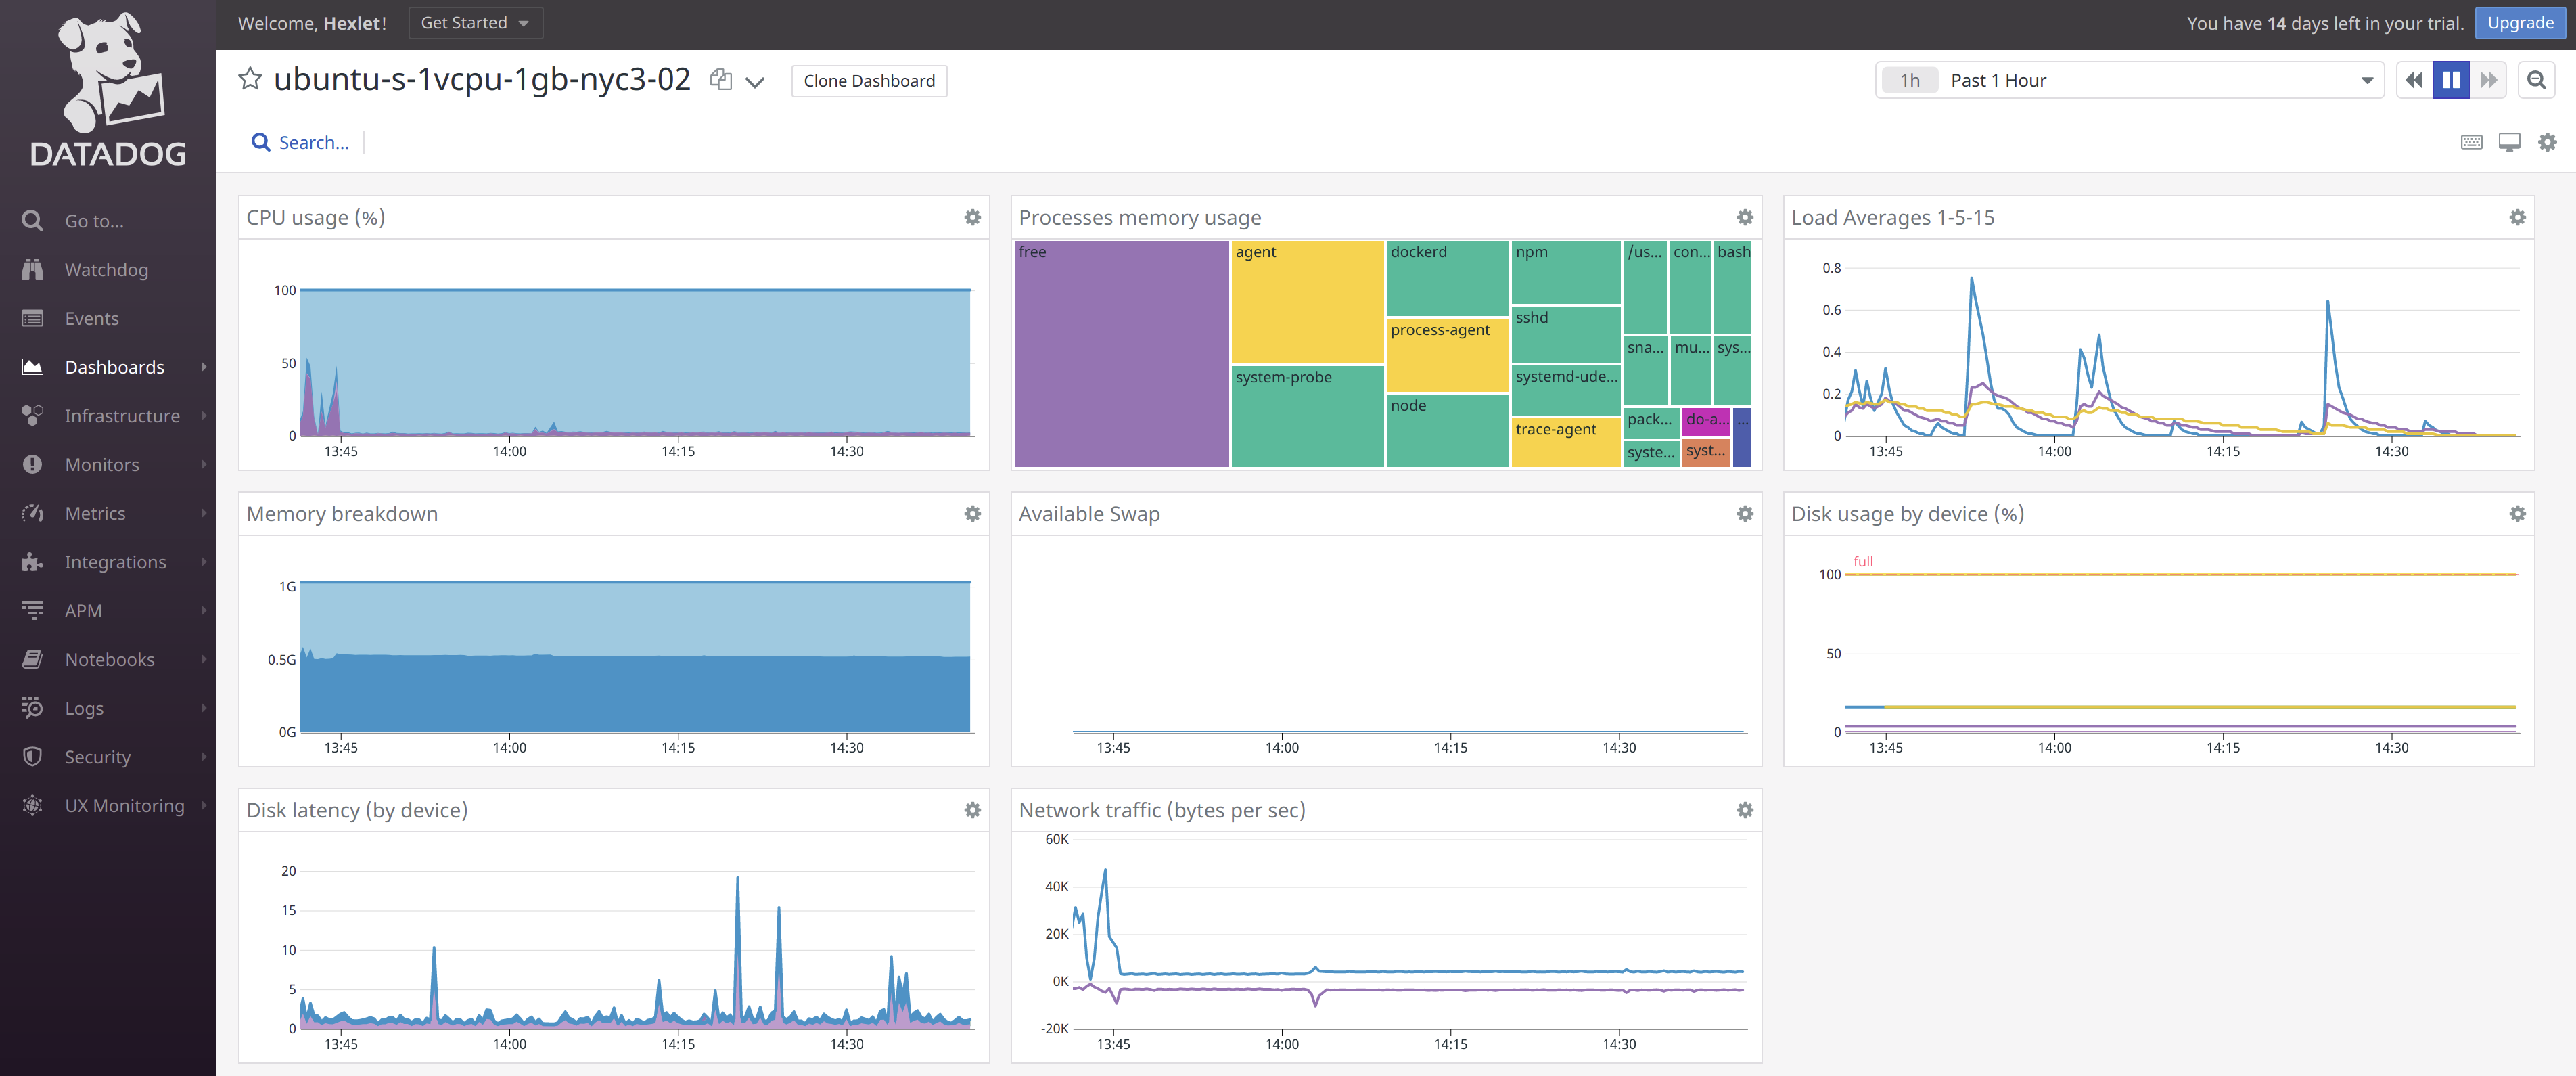 DATADOG
Go to...
Watchdog
Events
Dashboards
Infrastructure
Monitors
Metrics
Integrations
APM
Notebooks
Logs
Security
UX Monitoring
Welcome, Hexlet!
Get Started
You have 14 days left in your trial.
Upgrade
ubuntu-s-1vcpu-1gb-nyc3-02
Clone Dashboard
1h Past 1 Hour
Search...
CPU usage (%)
100
50
0
13:45 14:00 14:15 14:30
Processes memory usage
free
agent
system-probe
dockerd
process-agent
node
npm
sshd
systemd-ude...
trace-agent
/us... con... bash
sna... mu... sys...
pack... do-a... ...
syste... syst...
Load Averages 1-5-15
0.8
0.6
0.4
0.2
0
13:45 14:00 14:15 14:30
Memory breakdown
1G
0.5G
0G
13:45 14:00 14:15 14:30
Available Swap
13:45 14:00 14:15 14:30
Disk usage by device (%)
full
100
50
0
13:45 14:00 14:15 14:30
Disk latency (by device)
20
15
10
5
0
13:45 14:00 14:15 14:30
Network traffic (bytes per sec)
60K
40K
20K
0K
-20K
13:45 14:00 14:15 14:30